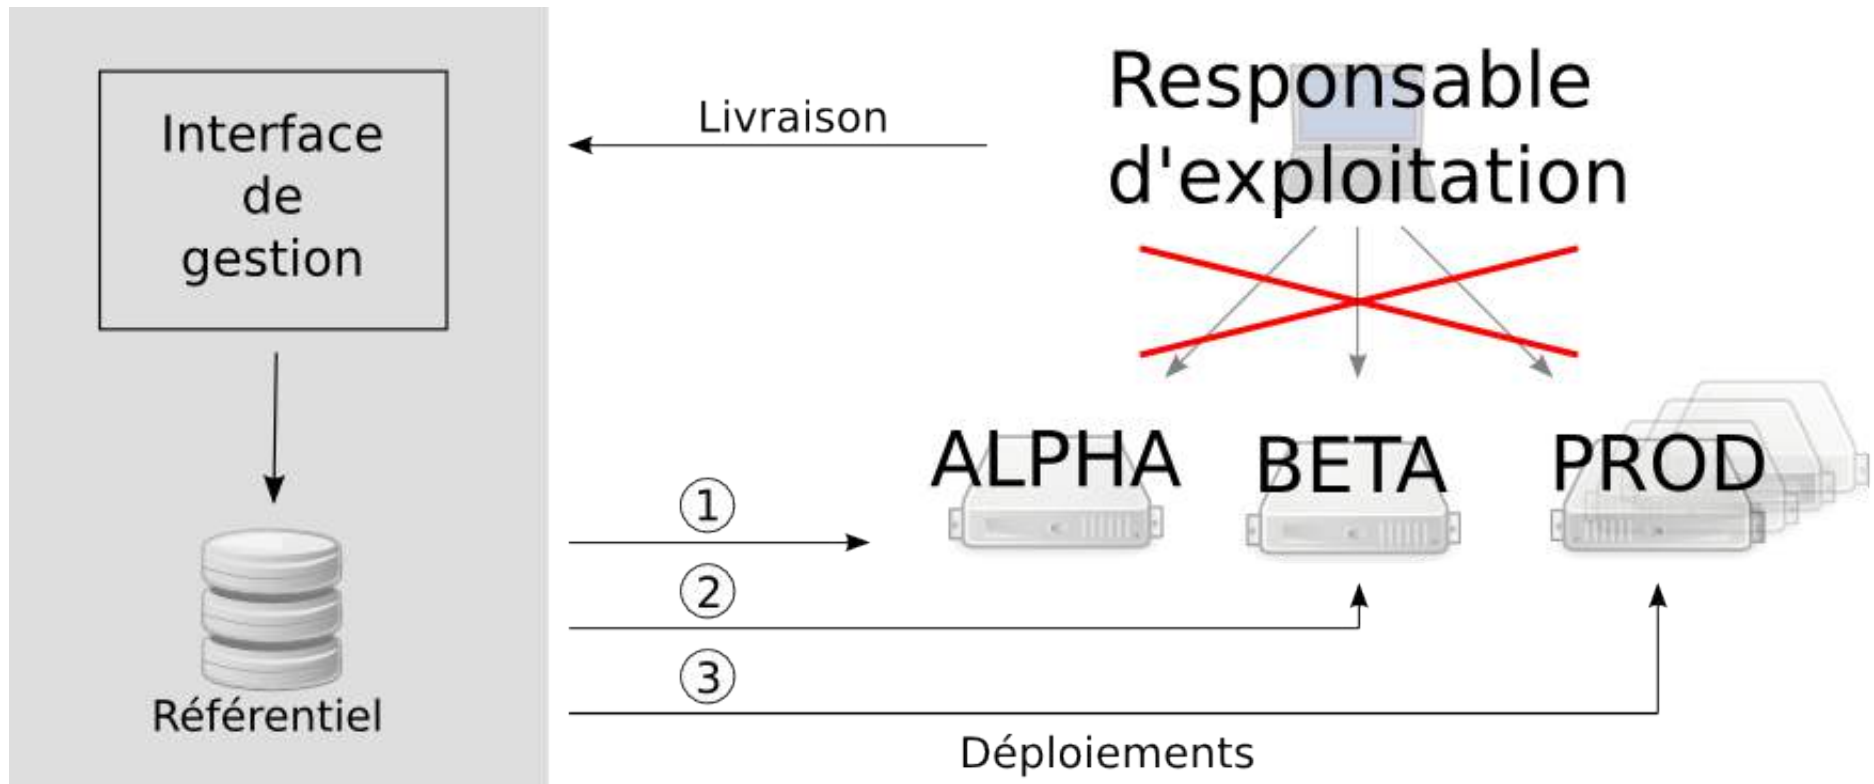 Interface
de
gestion
Référentiel
Livraison
Responsable
d'exploitation
ALPHA
BETA
PROD
1
2
3
Déploiements